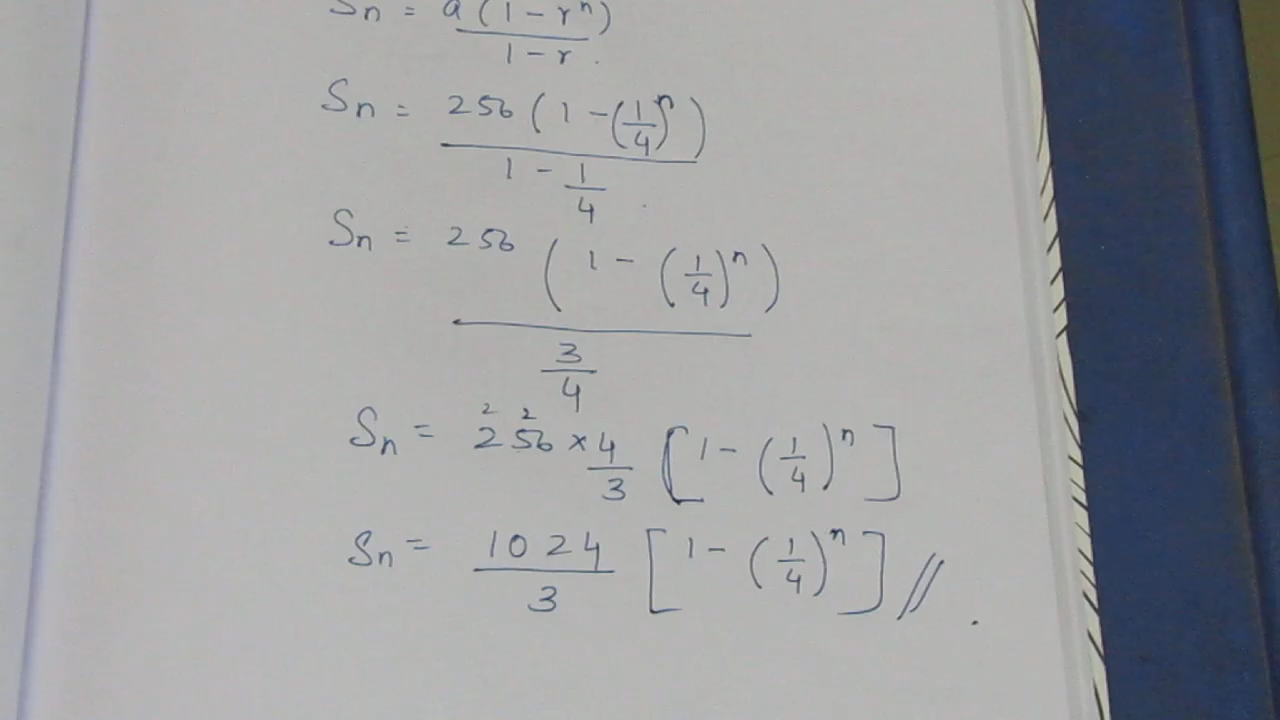 Sn = a(1-rⁿ)/1-r.
Sn = 256(1-(1/4)ⁿ)/1-1/4
Sn = 256(1-(1/4)ⁿ)/3/4
Sn = 256×4/3[1-(1/4)ⁿ]
Sn = 1024/3[1-(1/4)ⁿ]//.